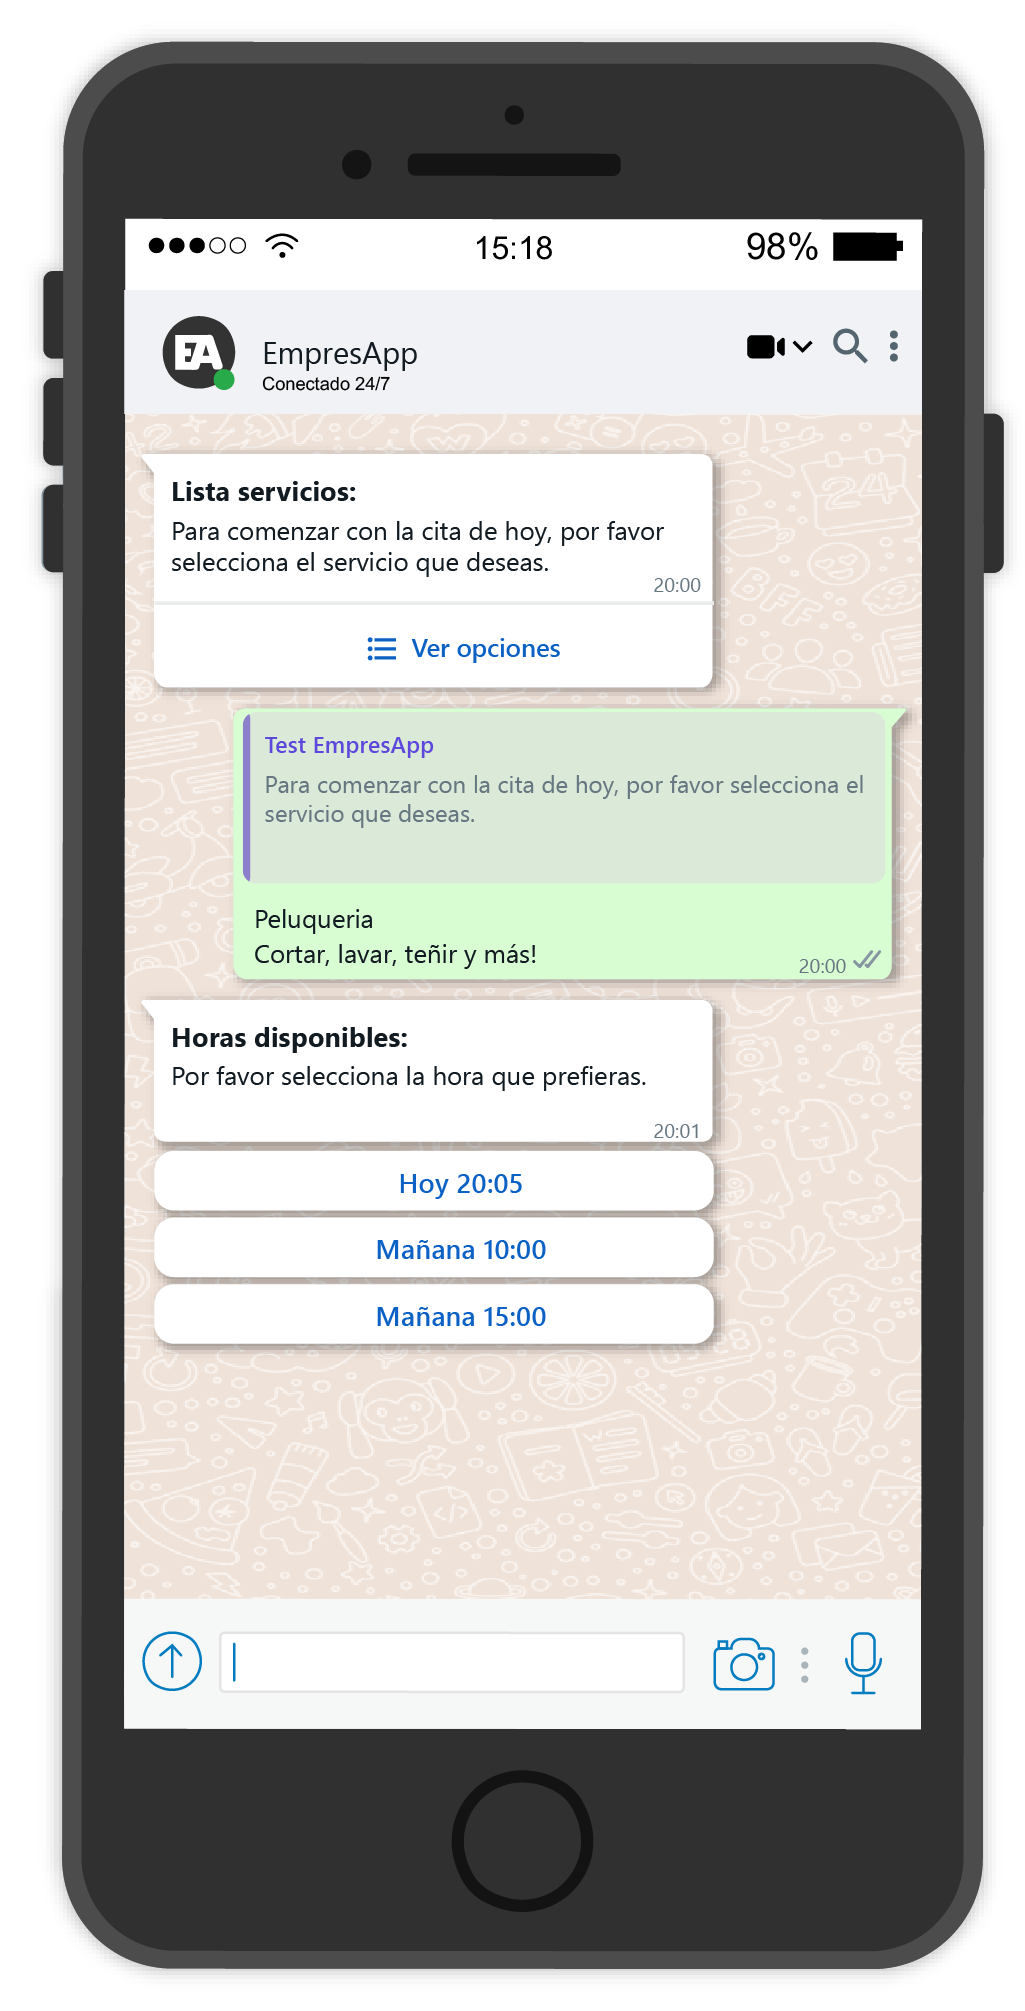 15:18
98%
EA
EmpresApp
Conectado 24/7
Lista servicios:
Para comenzar con la cita de hoy, por favor
selecciona el servicio que deseas.
20:00
Ver opciones
Test EmpresApp
Para comenzar con la cita de hoy, por favor selecciona el
servicio que deseas.
Peluqueria
Cortar, lavar, teñir y más!
20:00
Horas disponibles:
Por favor selecciona la hora que prefieras.
20:01
Hoy 20:05
Mañana 10:00
Mañana 15:00